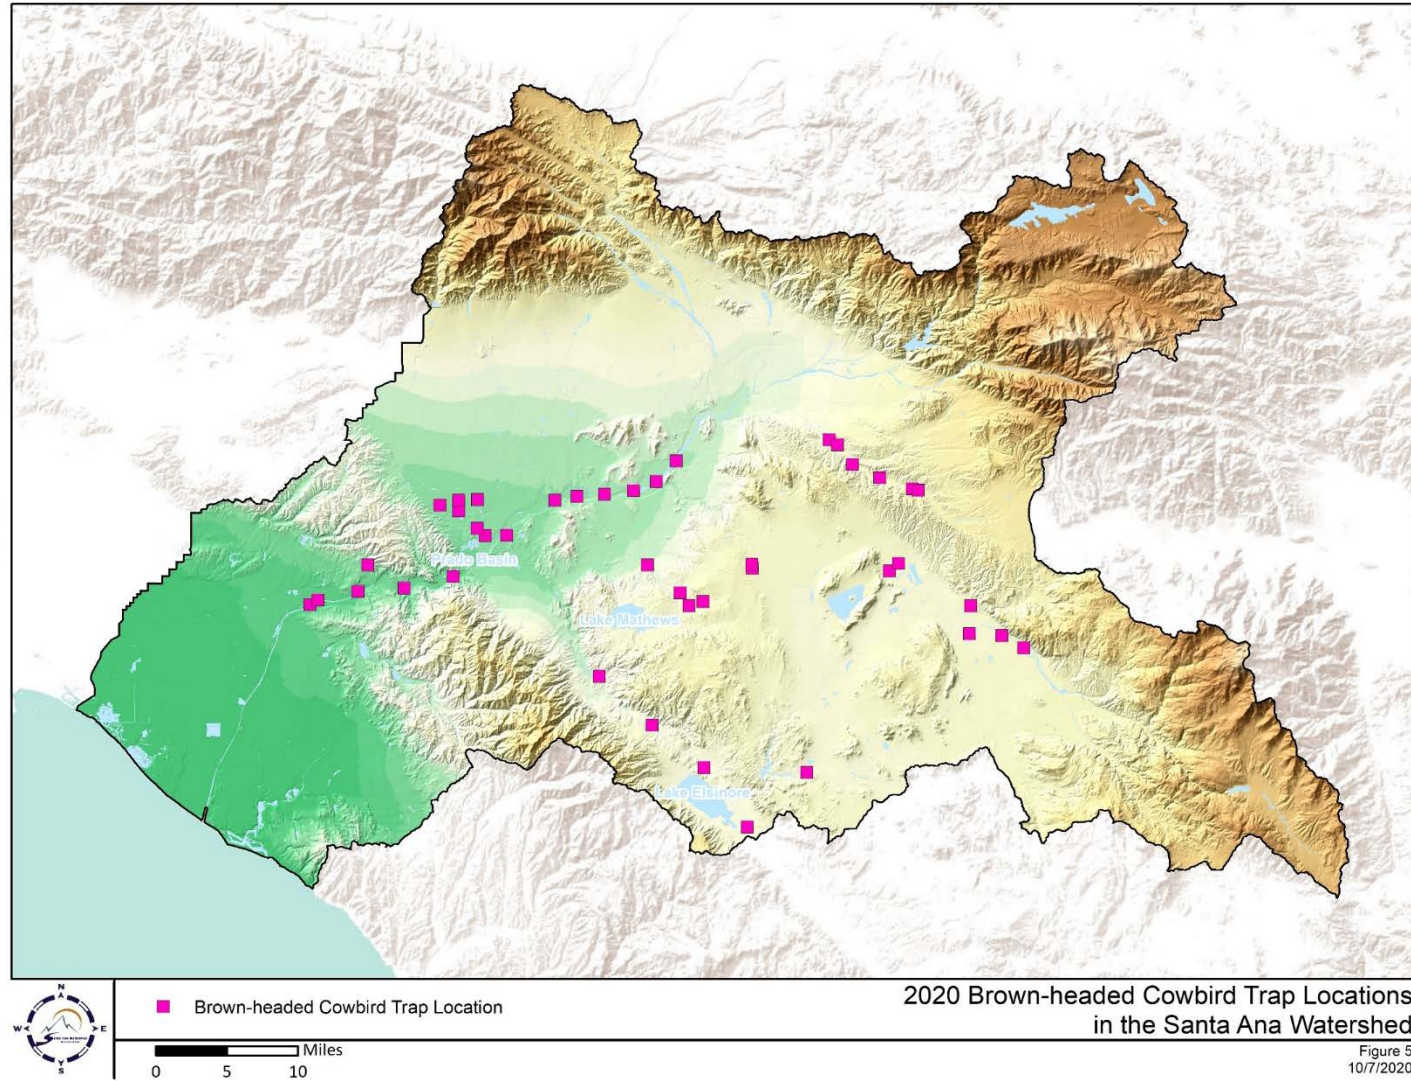 Prado Basin
Lake Mathews
Lake Elsinore
N
W E
S
Brown-headed Cowbird Trap Location
Miles
0 5 10
2020 Brown-headed Cowbird Trap Locations
in the Santa Ana Watershed
Figure 5
10/7/2020